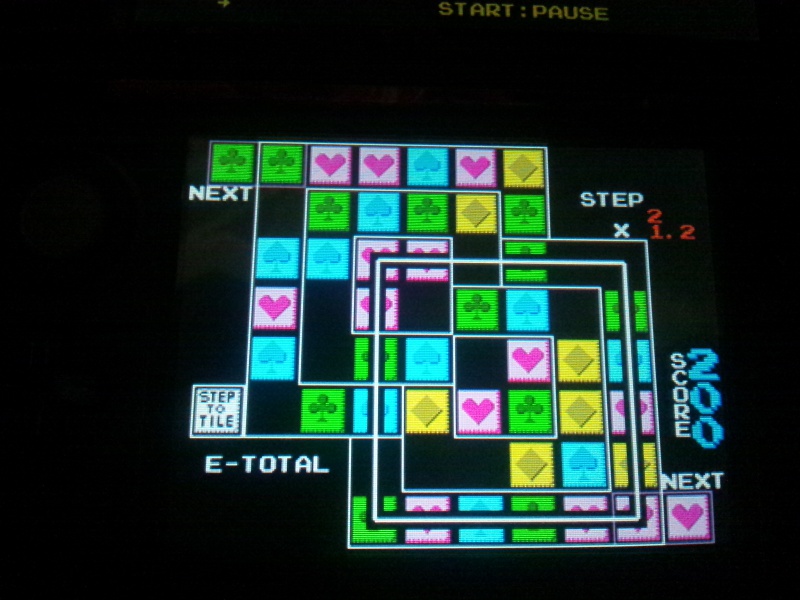 START:PAUSE
NEXT
STEP
2
x 1.2
SCORE
200
STEP
TO
TILE
E-TOTAL
NEXT